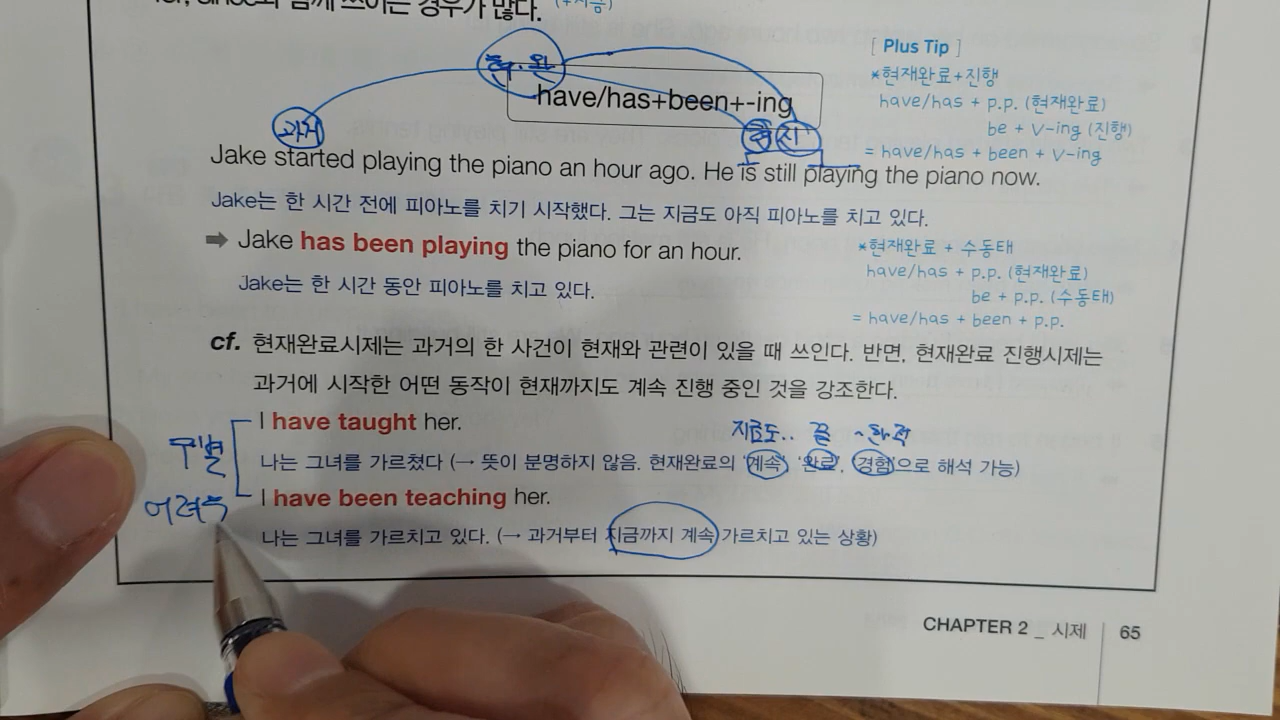 함께 쓰이는 경우가 많다.
현.완
have/has+been+-ing
과거
Jake started playing the piano an hour ago. He is still playing the piano now.
Jake는 한 시간 전에 피아노를 치기 시작했다. 그는 지금도 아직 피아노를 치고 있다.
➡ Jake has been playing the piano for an hour.
Jake는 한 시간 동안 피아노를 치고 있다.
[ Plus Tip ]
*현재완료+진행
have/has + p.p. (현재완료)
be + v-ing (진행)
= have/has + been + v-ing
*현재완료 + 수동태
have/has + p.p. (현재완료)
be + p.p. (수동태)
= have/has + been + p.p.
cf. 현재완료시제는 과거의 한 사건이 현재와 관련이 있을 때 쓰인다. 반면, 현재완료 진행시제는
과거에 시작한 어떤 동작이 현재까지도 계속 진행 중인 것을 강조한다.
I have taught her.
나는 그녀를 가르쳤다 (→ 뜻이 분명하지 않음. 현재완료의 '계속', '완료', '경험'으로 해석 가능)
I have been teaching her.
나는 그녀를 가르치고 있다. (→ 과거부터 지금까지 계속 가르치고 있는 상황)
구별
어려
CHAPTER 2 _ 시제 65